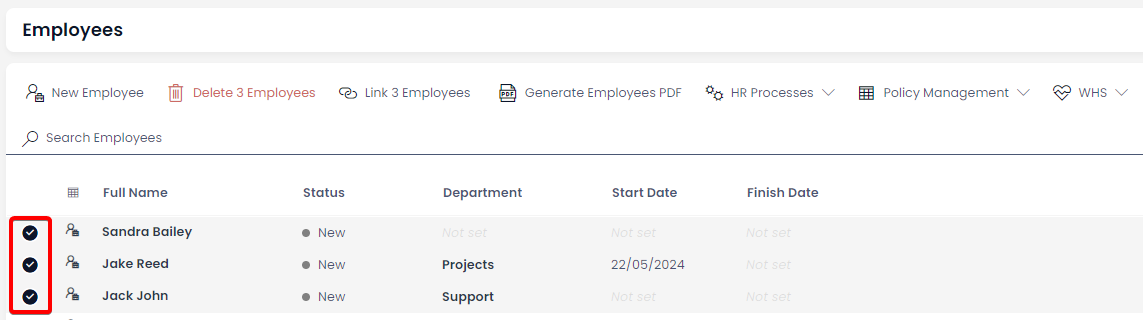 Employees
New Employee Delete 3 Employees Link 3 Employees PDF Generate Employees PDF HR Processes Policy Management WHS
Search Employees
Full Name Status Department Start Date Finish Date
Sandra Bailey New Not set Not set Not set
Jake Reed New Projects 22/05/2024 Not set
Jack John New Support Not set Not set